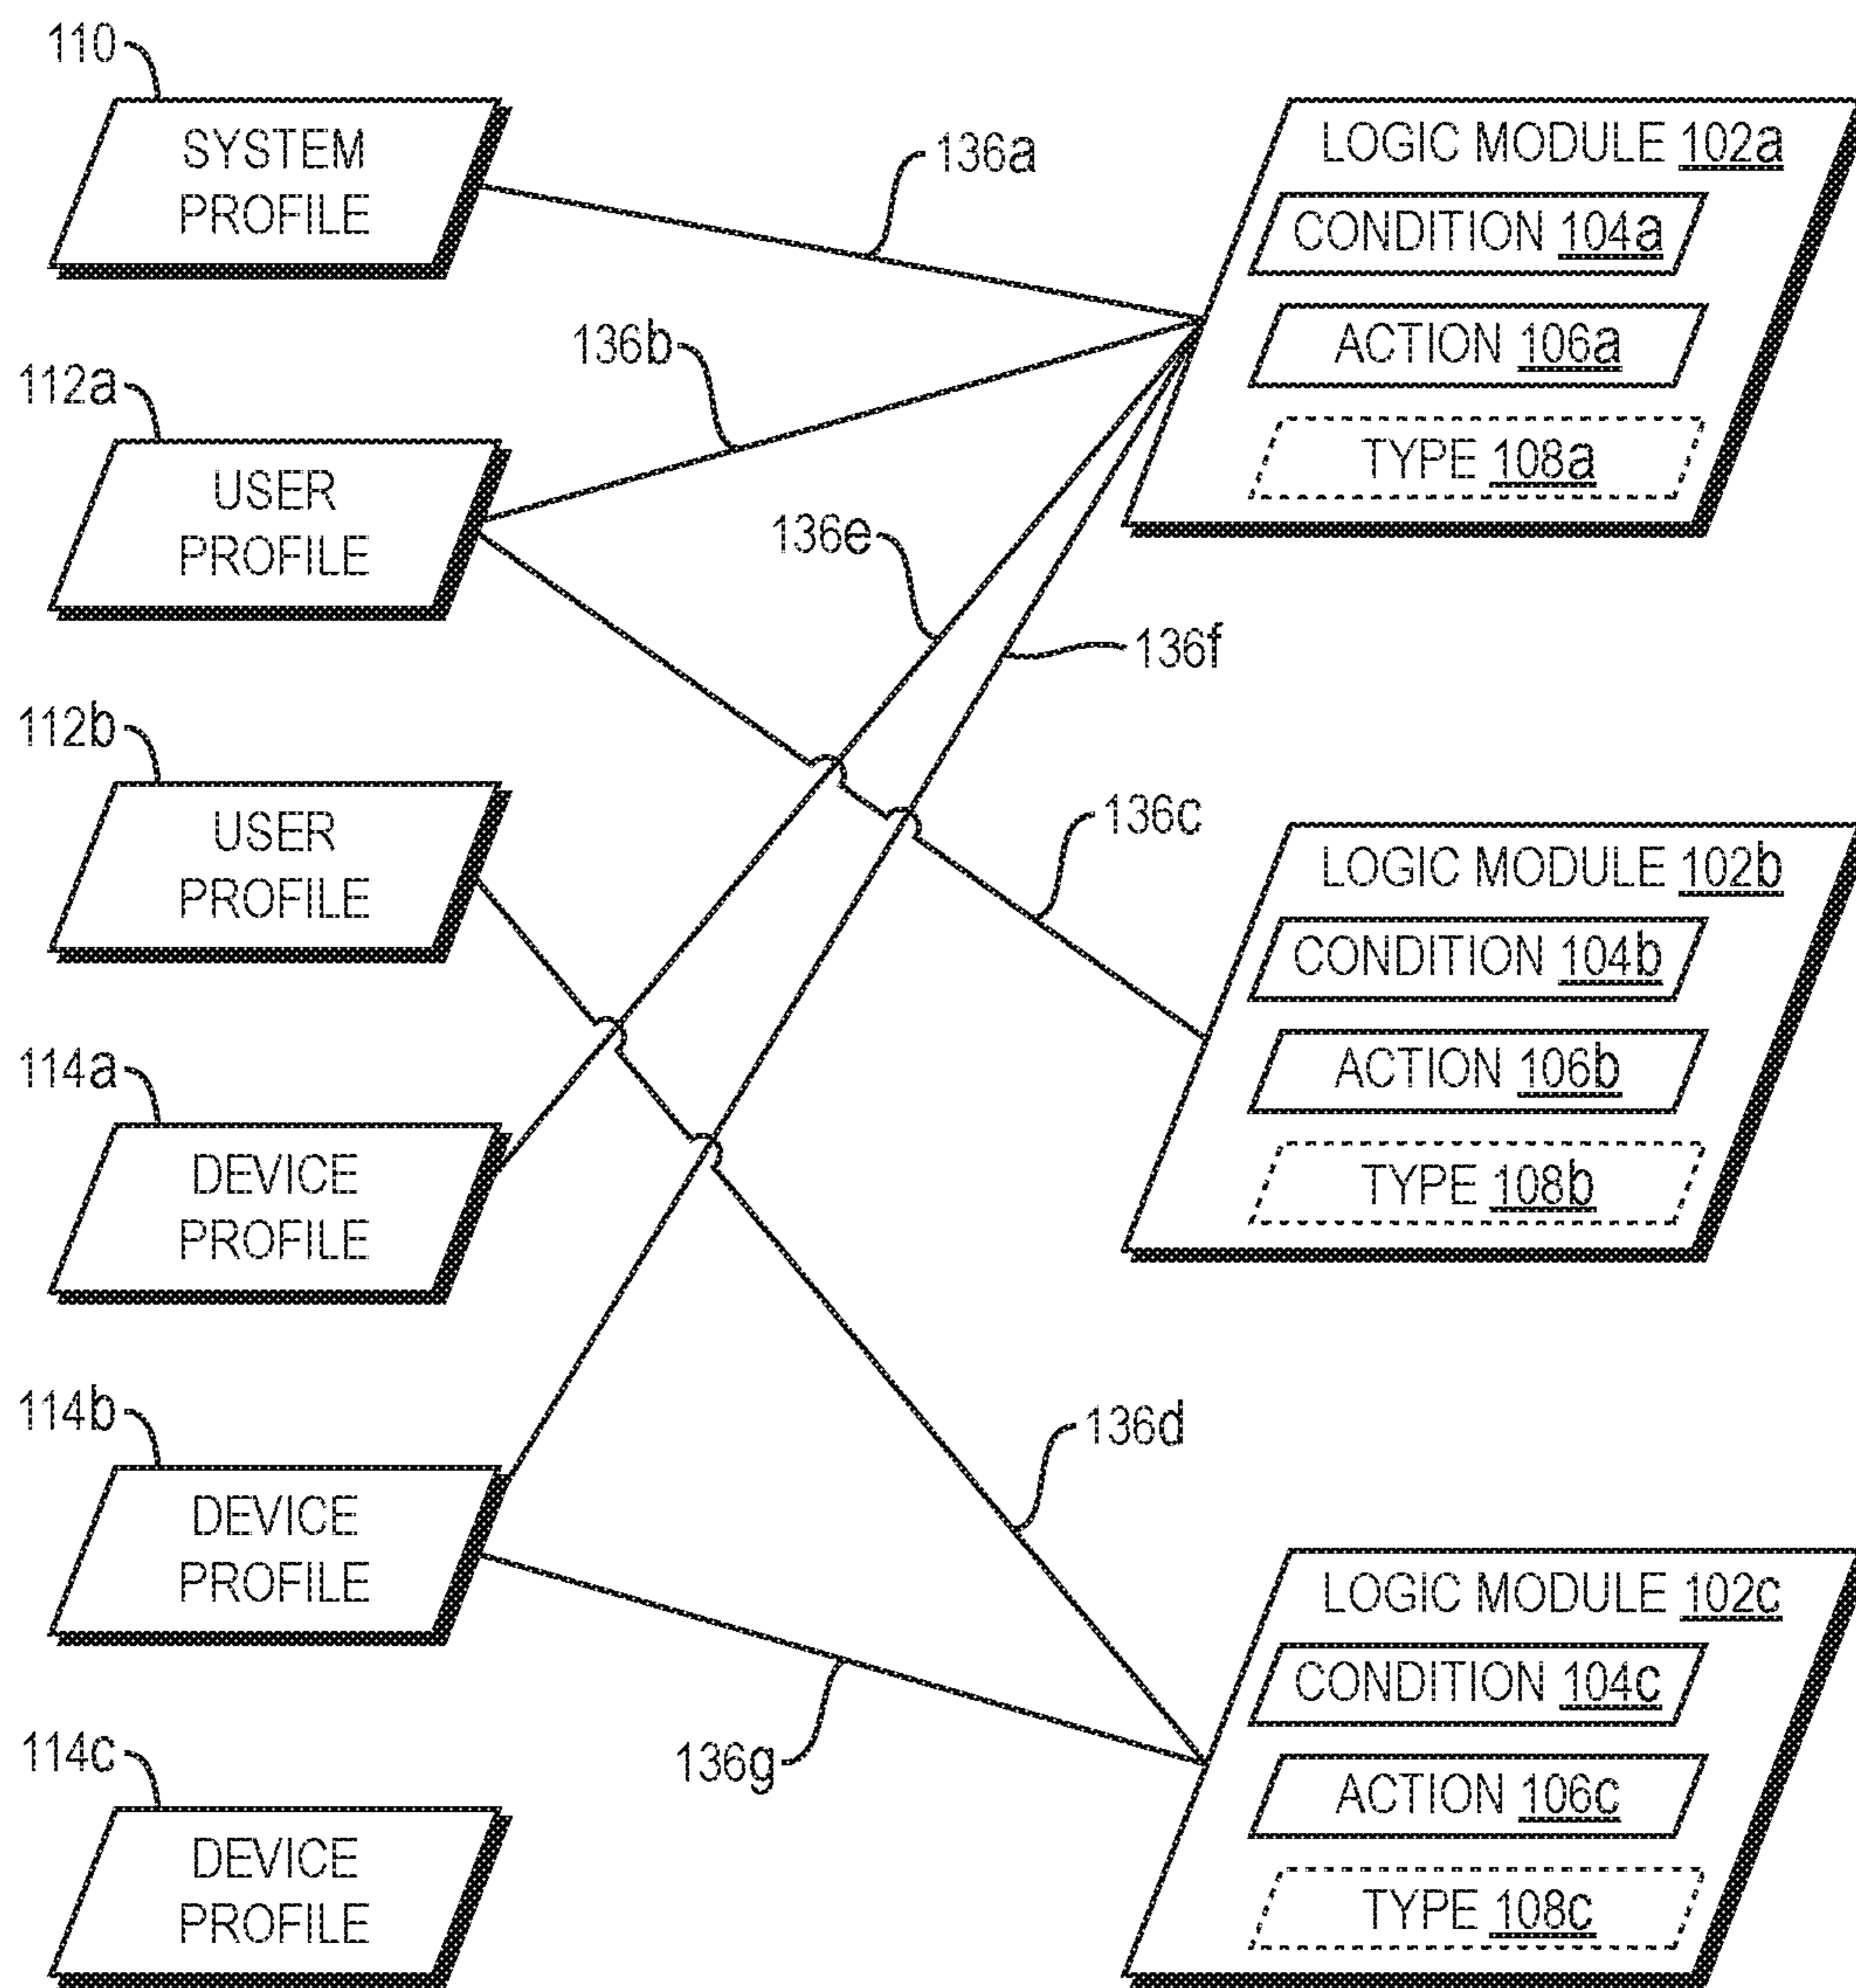 110
SYSTEM
PROFILE
136a
LOGIC MODULE 102a
CONDITION 104a
ACTION 106a
TYPE 108a
136b
112a
USER
PROFILE
136e
136f
112b
USER
PROFILE
136c
LOGIC MODULE 102b
CONDITION 104b
ACTION 106b
TYPE 108b
114a
DEVICE
PROFILE
114b
DEVICE
PROFILE
136d
136g
LOGIC MODULE 102c
CONDITION 104c
ACTION 106c
TYPE 108c
114c
DEVICE
PROFILE